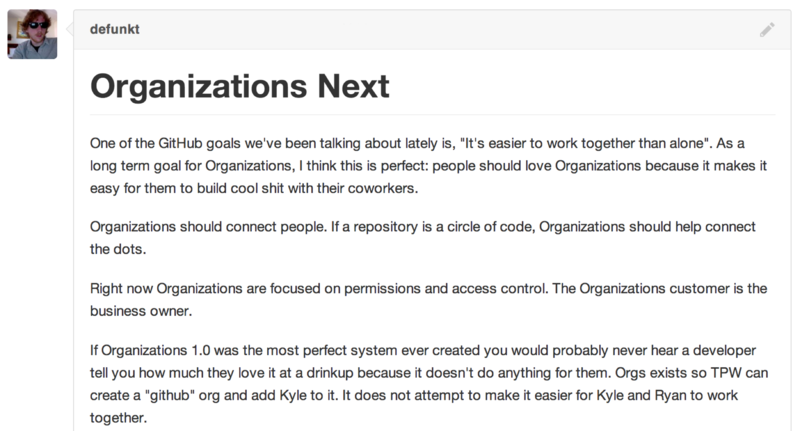 defunkt
Organizations Next
One of the GitHub goals we've been talking about lately is, "It's easier to work together than alone". As a
long term goal for Organizations, I think this is perfect: people should love Organizations because it makes it
easy for them to build cool shit with their coworkers.
Organizations should connect people. If a repository is a circle of code, Organizations should help connect
the dots.
Right now Organizations are focused on permissions and access control. The Organizations customer is the
business owner.
If Organizations 1.0 was the most perfect system ever created you would probably never hear a developer
tell you how much they love it at a drinkup because it doesn't do anything for them. Orgs exists so TPW can
create a "github" org and add Kyle to it. It does not attempt to make it easier for Kyle and Ryan to work
together.